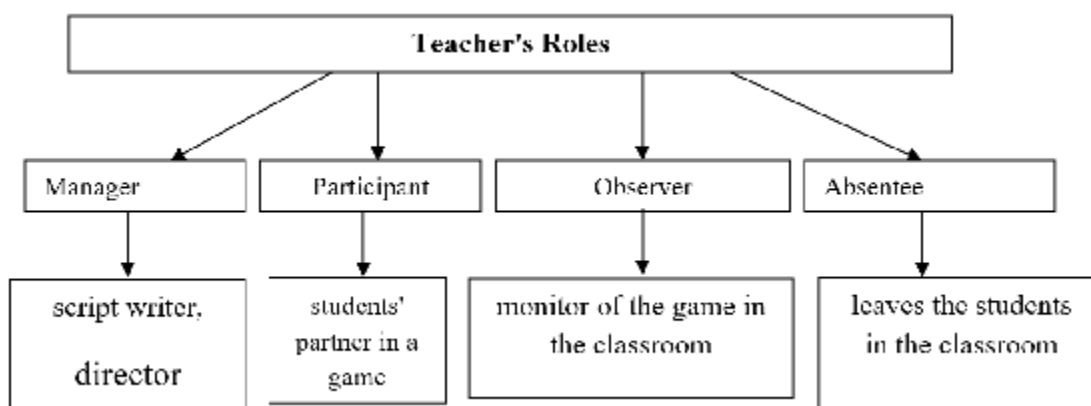 Teacher's Roles
Manager
Participant
Observer
Absentee
script writer,
director
students'
partner in a
game
monitor of the game in
the classroom
leaves the students
in the classroom